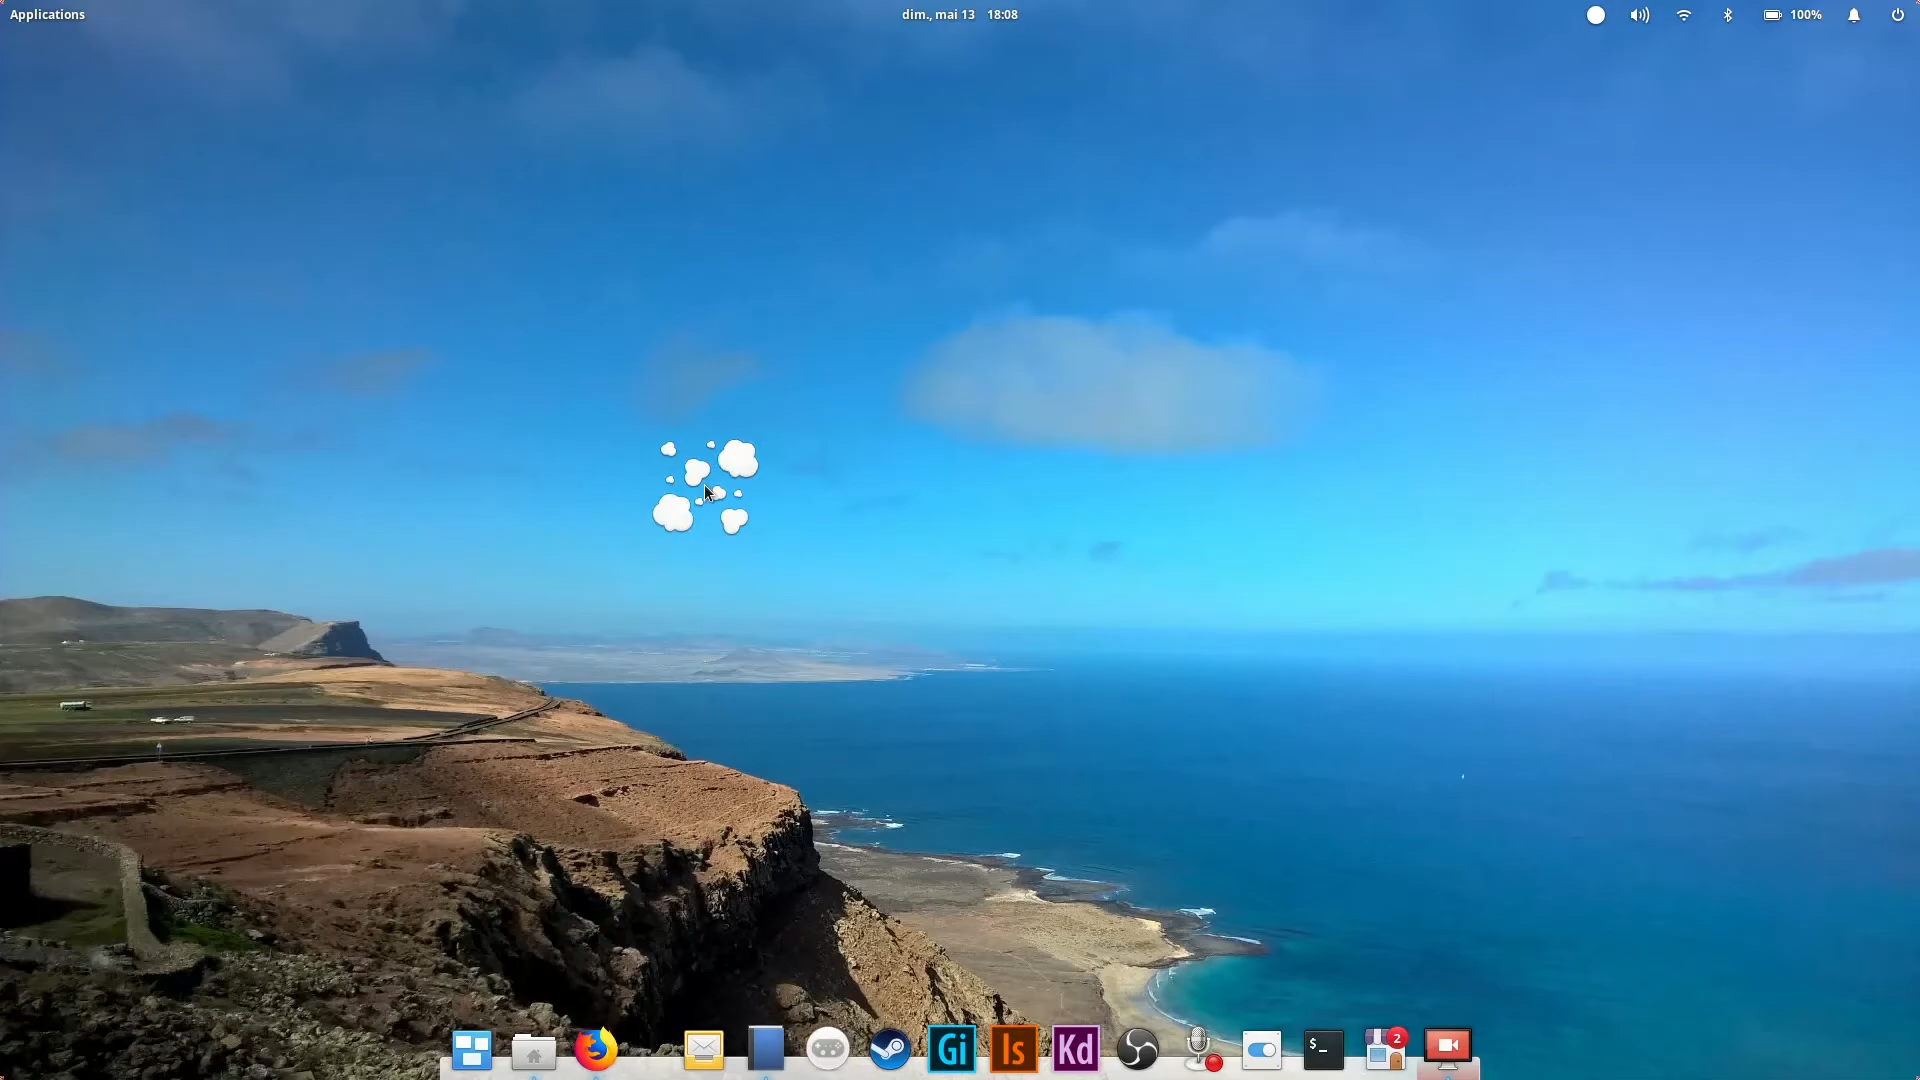 Applications
dim., mai 13 18:08
100%
Gi
Is
Kd
$_
2